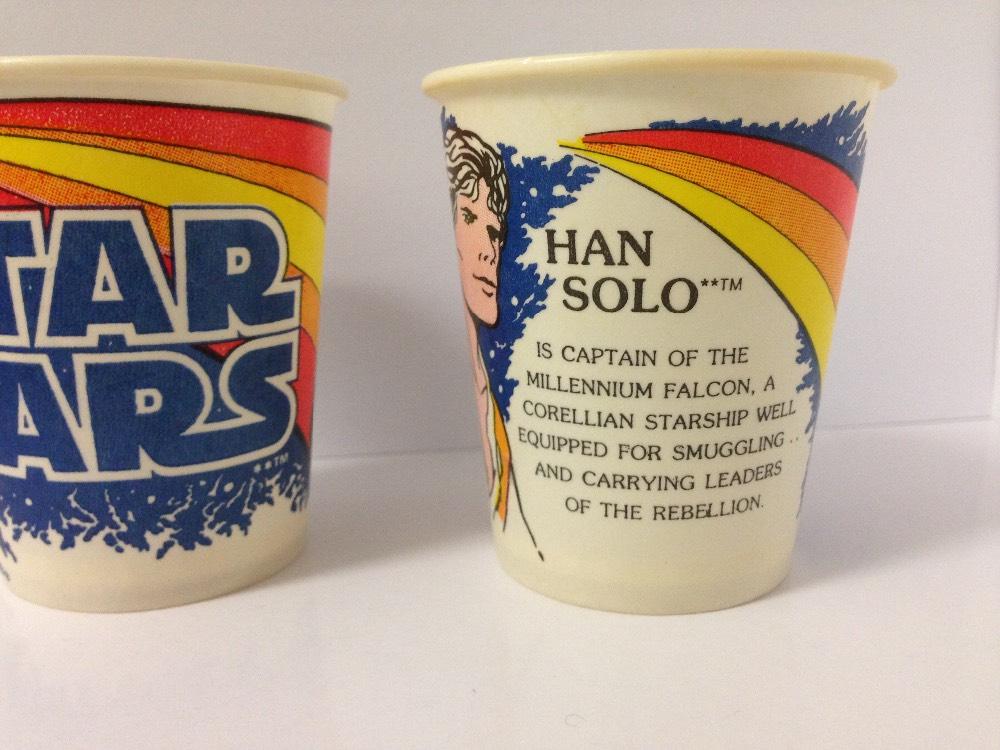 STAR
WARS
**TM
HAN
SOLO**TM
IS CAPTAIN OF THE
MILLENNIUM FALCON, A
CORELLIAN STARSHIP WELL
EQUIPPED FOR SMUGGLING..
AND CARRYING LEADERS
OF THE REBELLION.